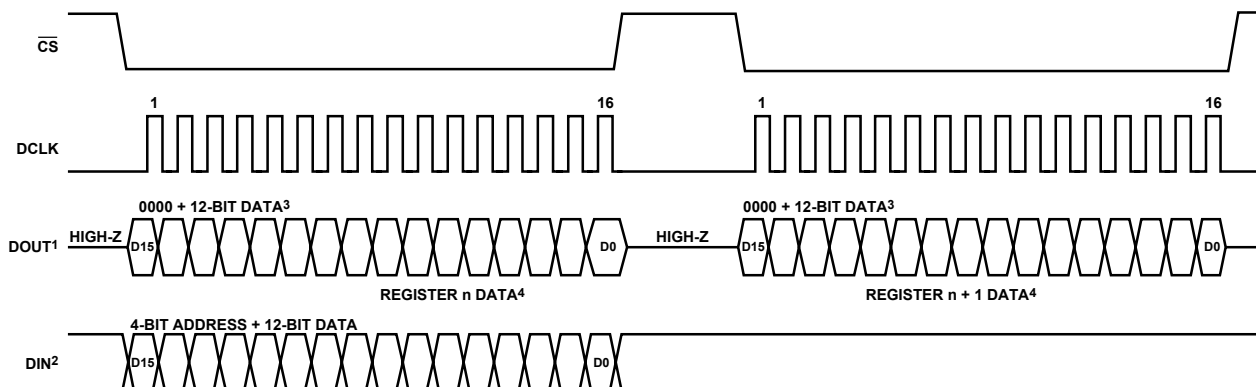 CS
1 16 1 16
DCLK
0000 + 12-BIT DATA3 0000 + 12-BIT DATA3
DOUT1 HIGH-Z D15 D0 HIGH-Z D15 D0
REGISTER n DATA4 REGISTER n + 1 DATA4
4-BIT ADDRESS + 12-BIT DATA
DIN2 D15 D0